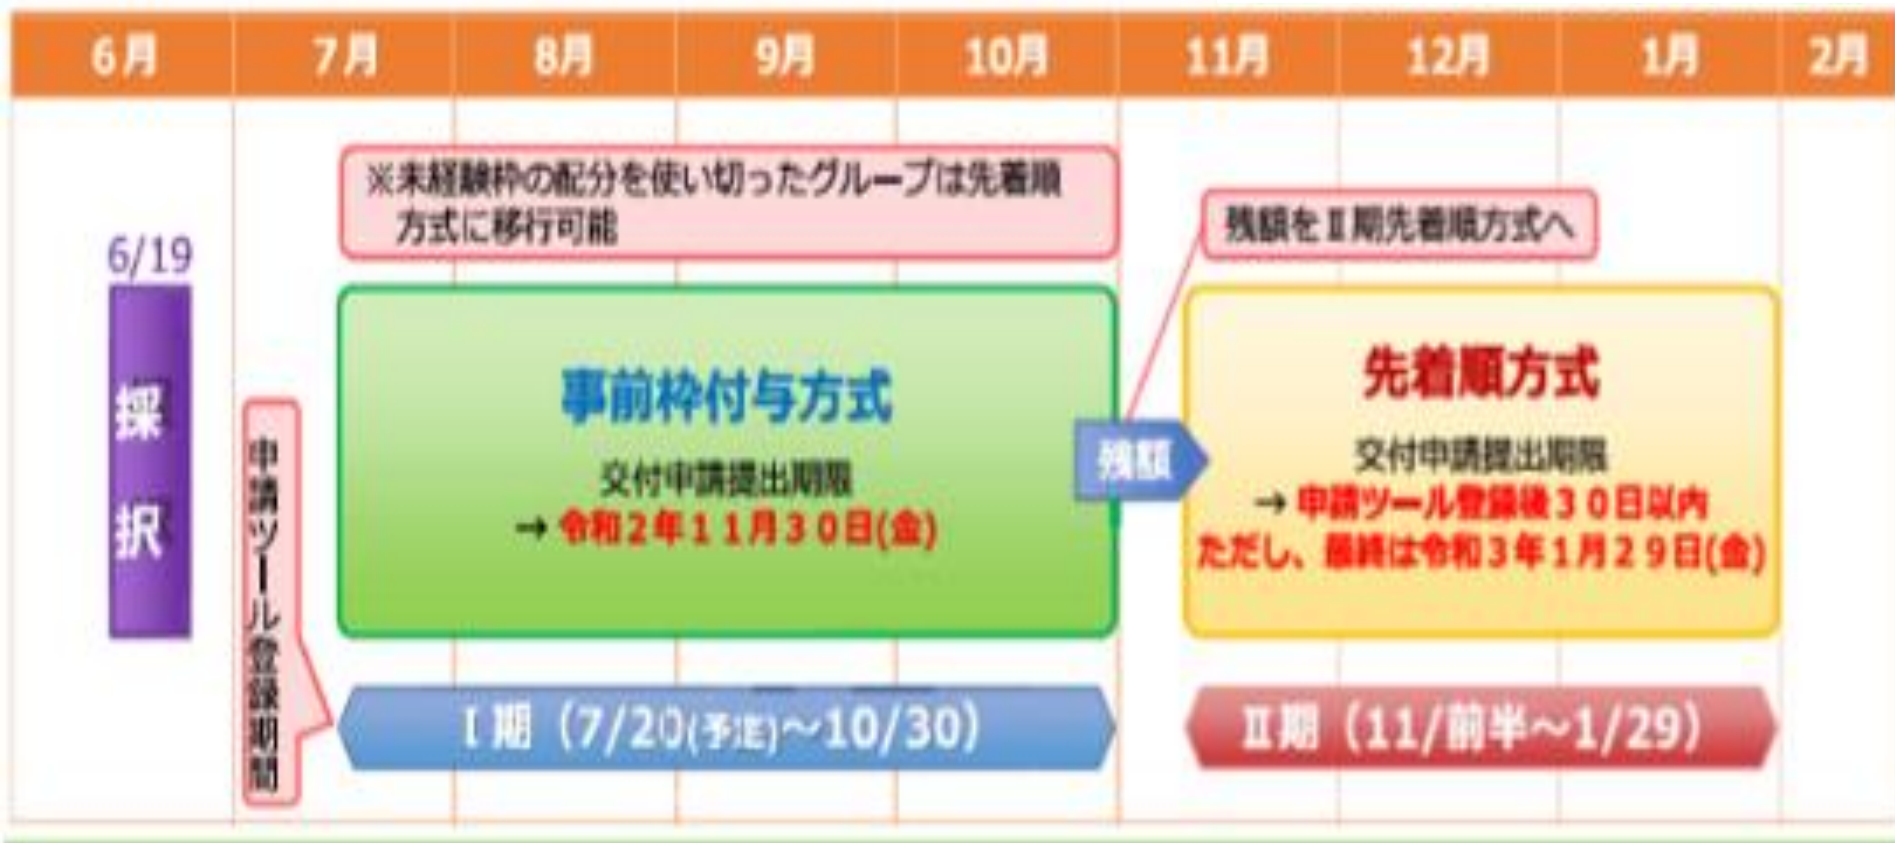 6月 7月 8月 9月 10月 11月 12月 1月 2月
※未経験枠の配分を使い切ったグループは先着順
方式に移行可能
残額をⅡ期先着順方式へ
6/19
採択
申請ツール登録期間
事前枠付与方式
交付申請提出期限
→ 令和2年11月30日(金)
残額
先着順方式
交付申請提出期限
→ 申請ツール登録後30日以内
ただし、最終は令和3年1月29日(金)
Ⅰ期（7/20(予定)～10/30）
Ⅱ期（11/前半～1/29）